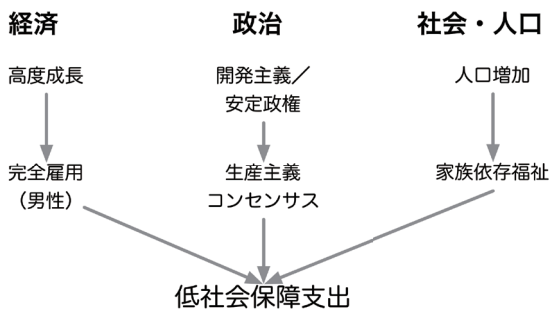 経済
政治
社会・人口
高度成長
開発主義／
安定政権
人口増加
完全雇用
（男性）
生産主義
コンセンサス
家族依存福祉
低社会保障支出